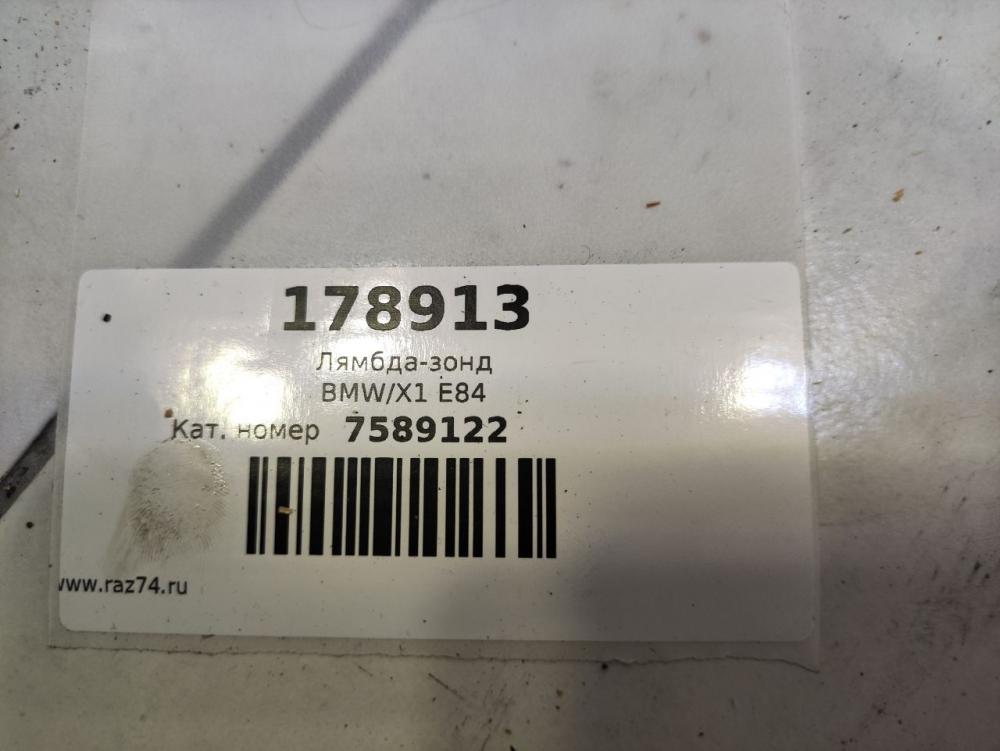 178913
Лямбда-зонд
BMW/X1 E84
Кат. номер 7589122
www.raz74.ru